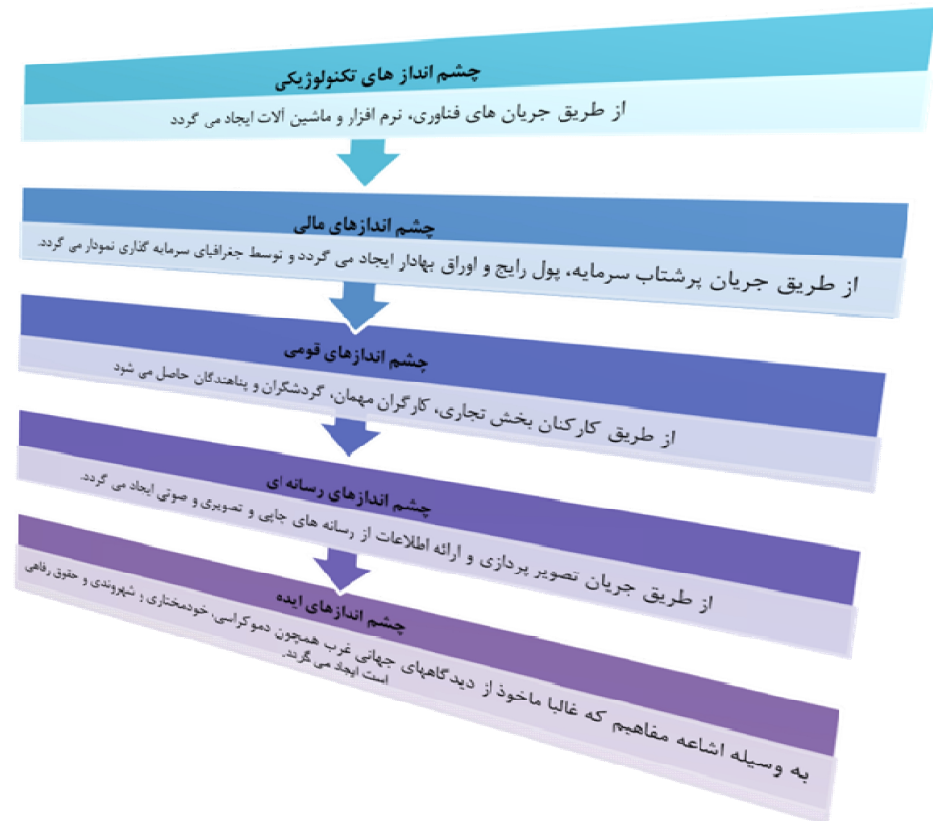 چشم انداز های تکنولوژیکی
از طریق جریان های فناوری، نرم افزار و ماشین آلات ایجاد می گردد
چشم اندازهای مالی
از طریق جریان پرشتاب سرمایه، پول رایج و اوراق بهادار ایجاد می گردد و توسط جغرافیای سرمایه گذاری نمودار می گردد.
چشم اندازهای قومی
از طریق کارکنان بخش تجاری، کارگران مهمان، گردشگران و پناهندگان حاصل می شود
چشم اندازهای رسانه ای
از طریق جریان تصویر پردازی و ارائه اطلاعات از رسانه های چاپی و تصویری و صوتی ایجاد می گردد.
چشم اندازهای ایده
به وسیله اشاعه مفاهیم که غالبا ماخوذ از دیدگاههای جهانی غرب همچون دموکراسی، خودمختاری و شهروندی و حقوق رفاهی
است ایجاد می گردد.